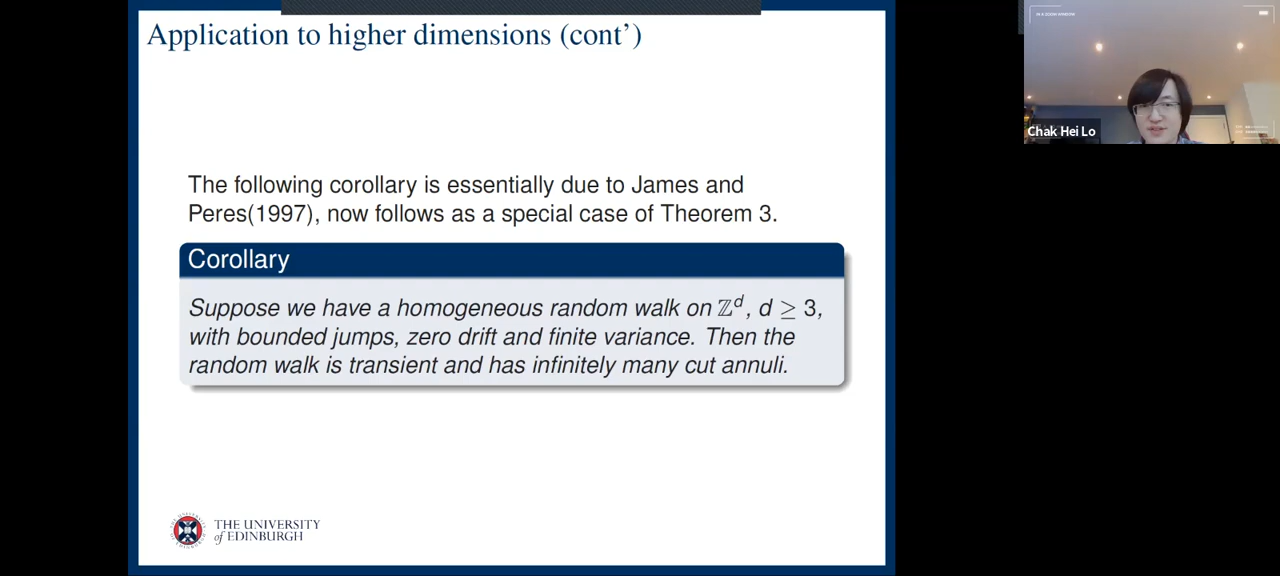 Application to higher dimensions (cont’)
The following corollary is essentially due to James and
Peres(1997), now follows as a special case of Theorem 3.
Corollary
Suppose we have a homogeneous random walk on ℤᵈ, d ≥ 3,
with bounded jumps, zero drift and finite variance. Then the
random walk is transient and has infinitely many cut annuli.
THE UNIVERSITY
of EDINBURGH
Chak Hei Lo